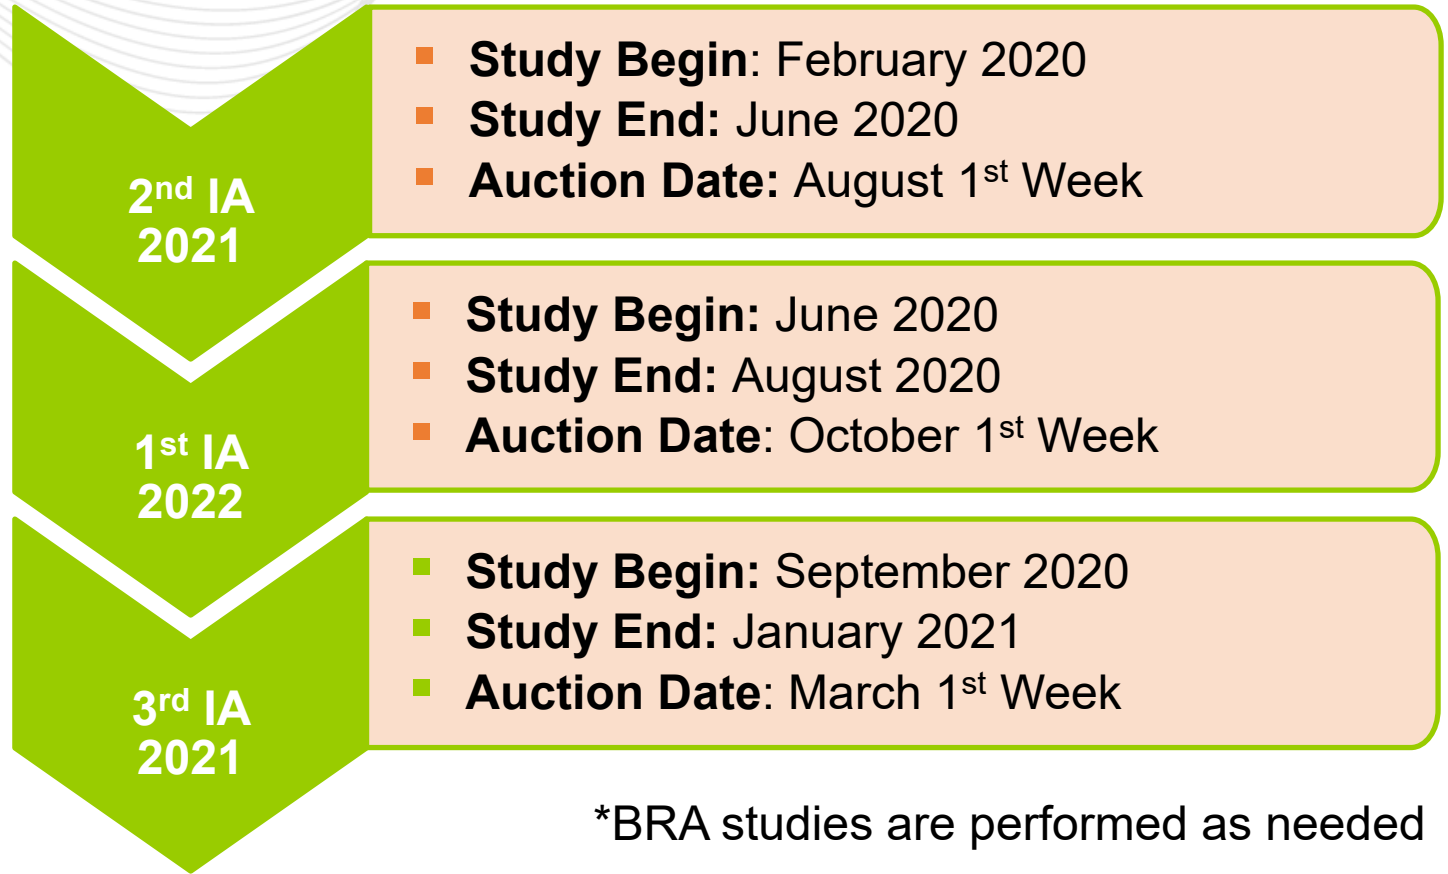 2nd IA
2021
Study Begin: February 2020
Study End: June 2020
Auction Date: August 1st Week
1st IA
2022
Study Begin: June 2020
Study End: August 2020
Auction Date: October 1st Week
3rd IA
2021
Study Begin: September 2020
Study End: January 2021
Auction Date: March 1st Week
*BRA studies are performed as needed